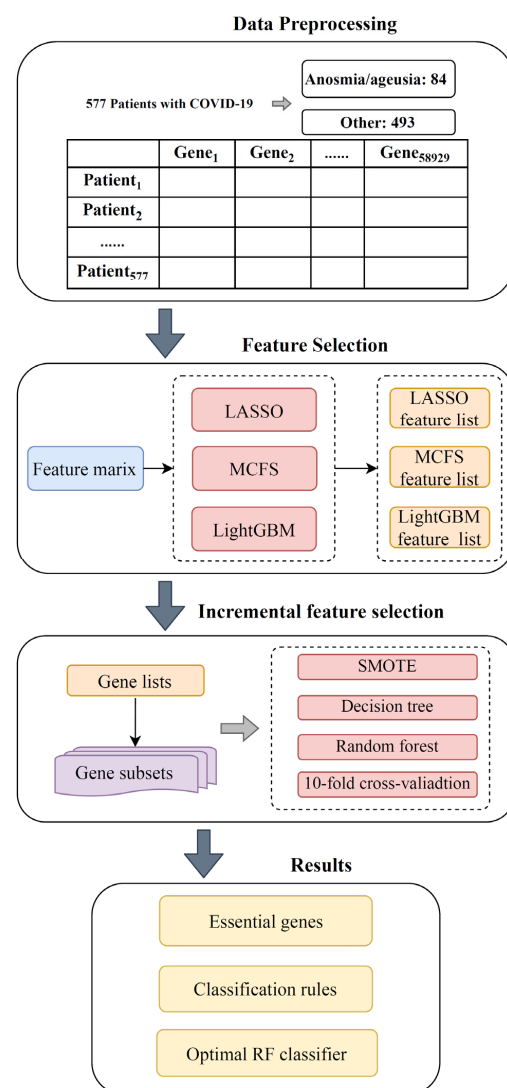 Data Preprocessing
Anosmia/ageusia: 84
577 Patients with COVID-19
Other: 493
Gene1 Gene2 ...... Gene58929
Patient1
Patient2
......
Patient577
Feature Selection
LASSO
LASSO
feature list
Feature marix
MCFS
MCFS
feature list
LightGBM
LightGBM
feature list
Incremental feature selection
Gene lists
Gene subsets
SMOTE
Decision tree
Random forest
10-fold cross-valiadtion
Results
Essential genes
Classification rules
Optimal RF classifier